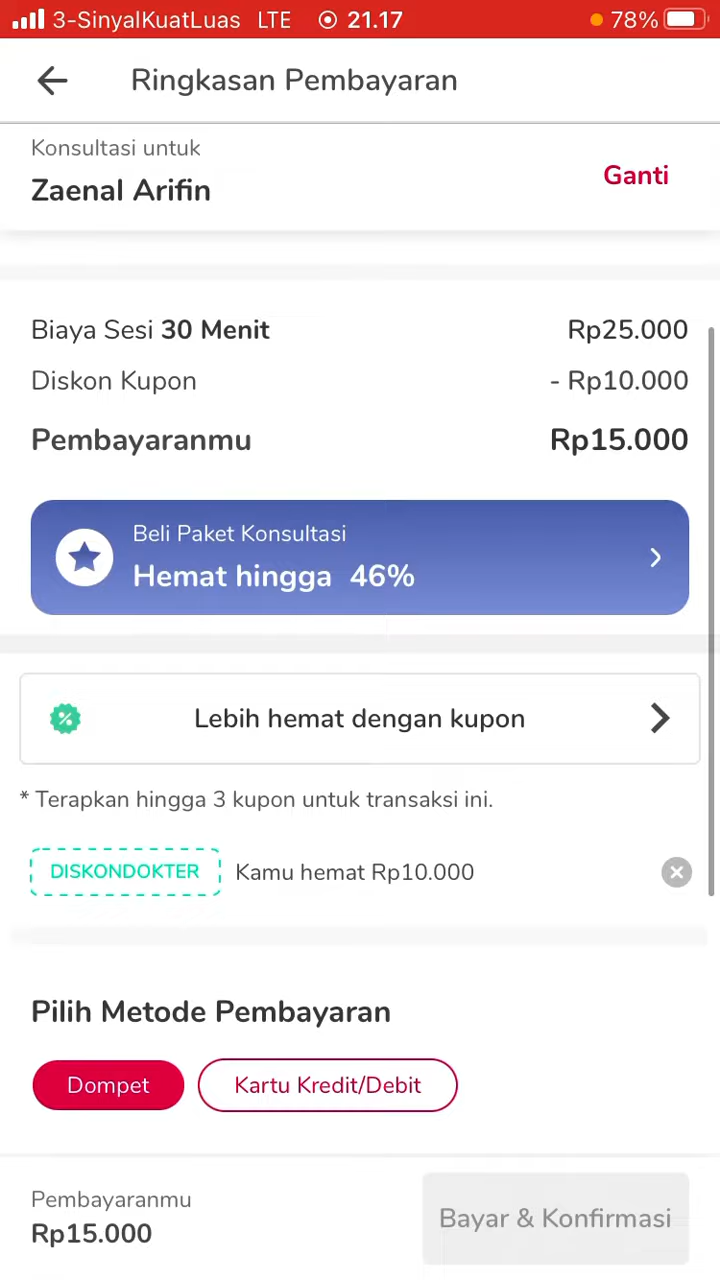 3-SinyalKuatLuas LTE 21.17 78%
Ringkasan Pembayaran
Konsultasi untuk
Zaenal Arifin
Ganti
Biaya Sesi 30 Menit Rp25.000
Diskon Kupon - Rp10.000
Pembayaranmu Rp15.000
Beli Paket Konsultasi
Hemat hingga 46%
Lebih hemat dengan kupon
* Terapkan hingga 3 kupon untuk transaksi ini.
DISKONDOKTER Kamu hemat Rp10.000
Pilih Metode Pembayaran
Dompet Kartu Kredit/Debit
Pembayaranmu
Rp15.000
Bayar & Konfirmasi